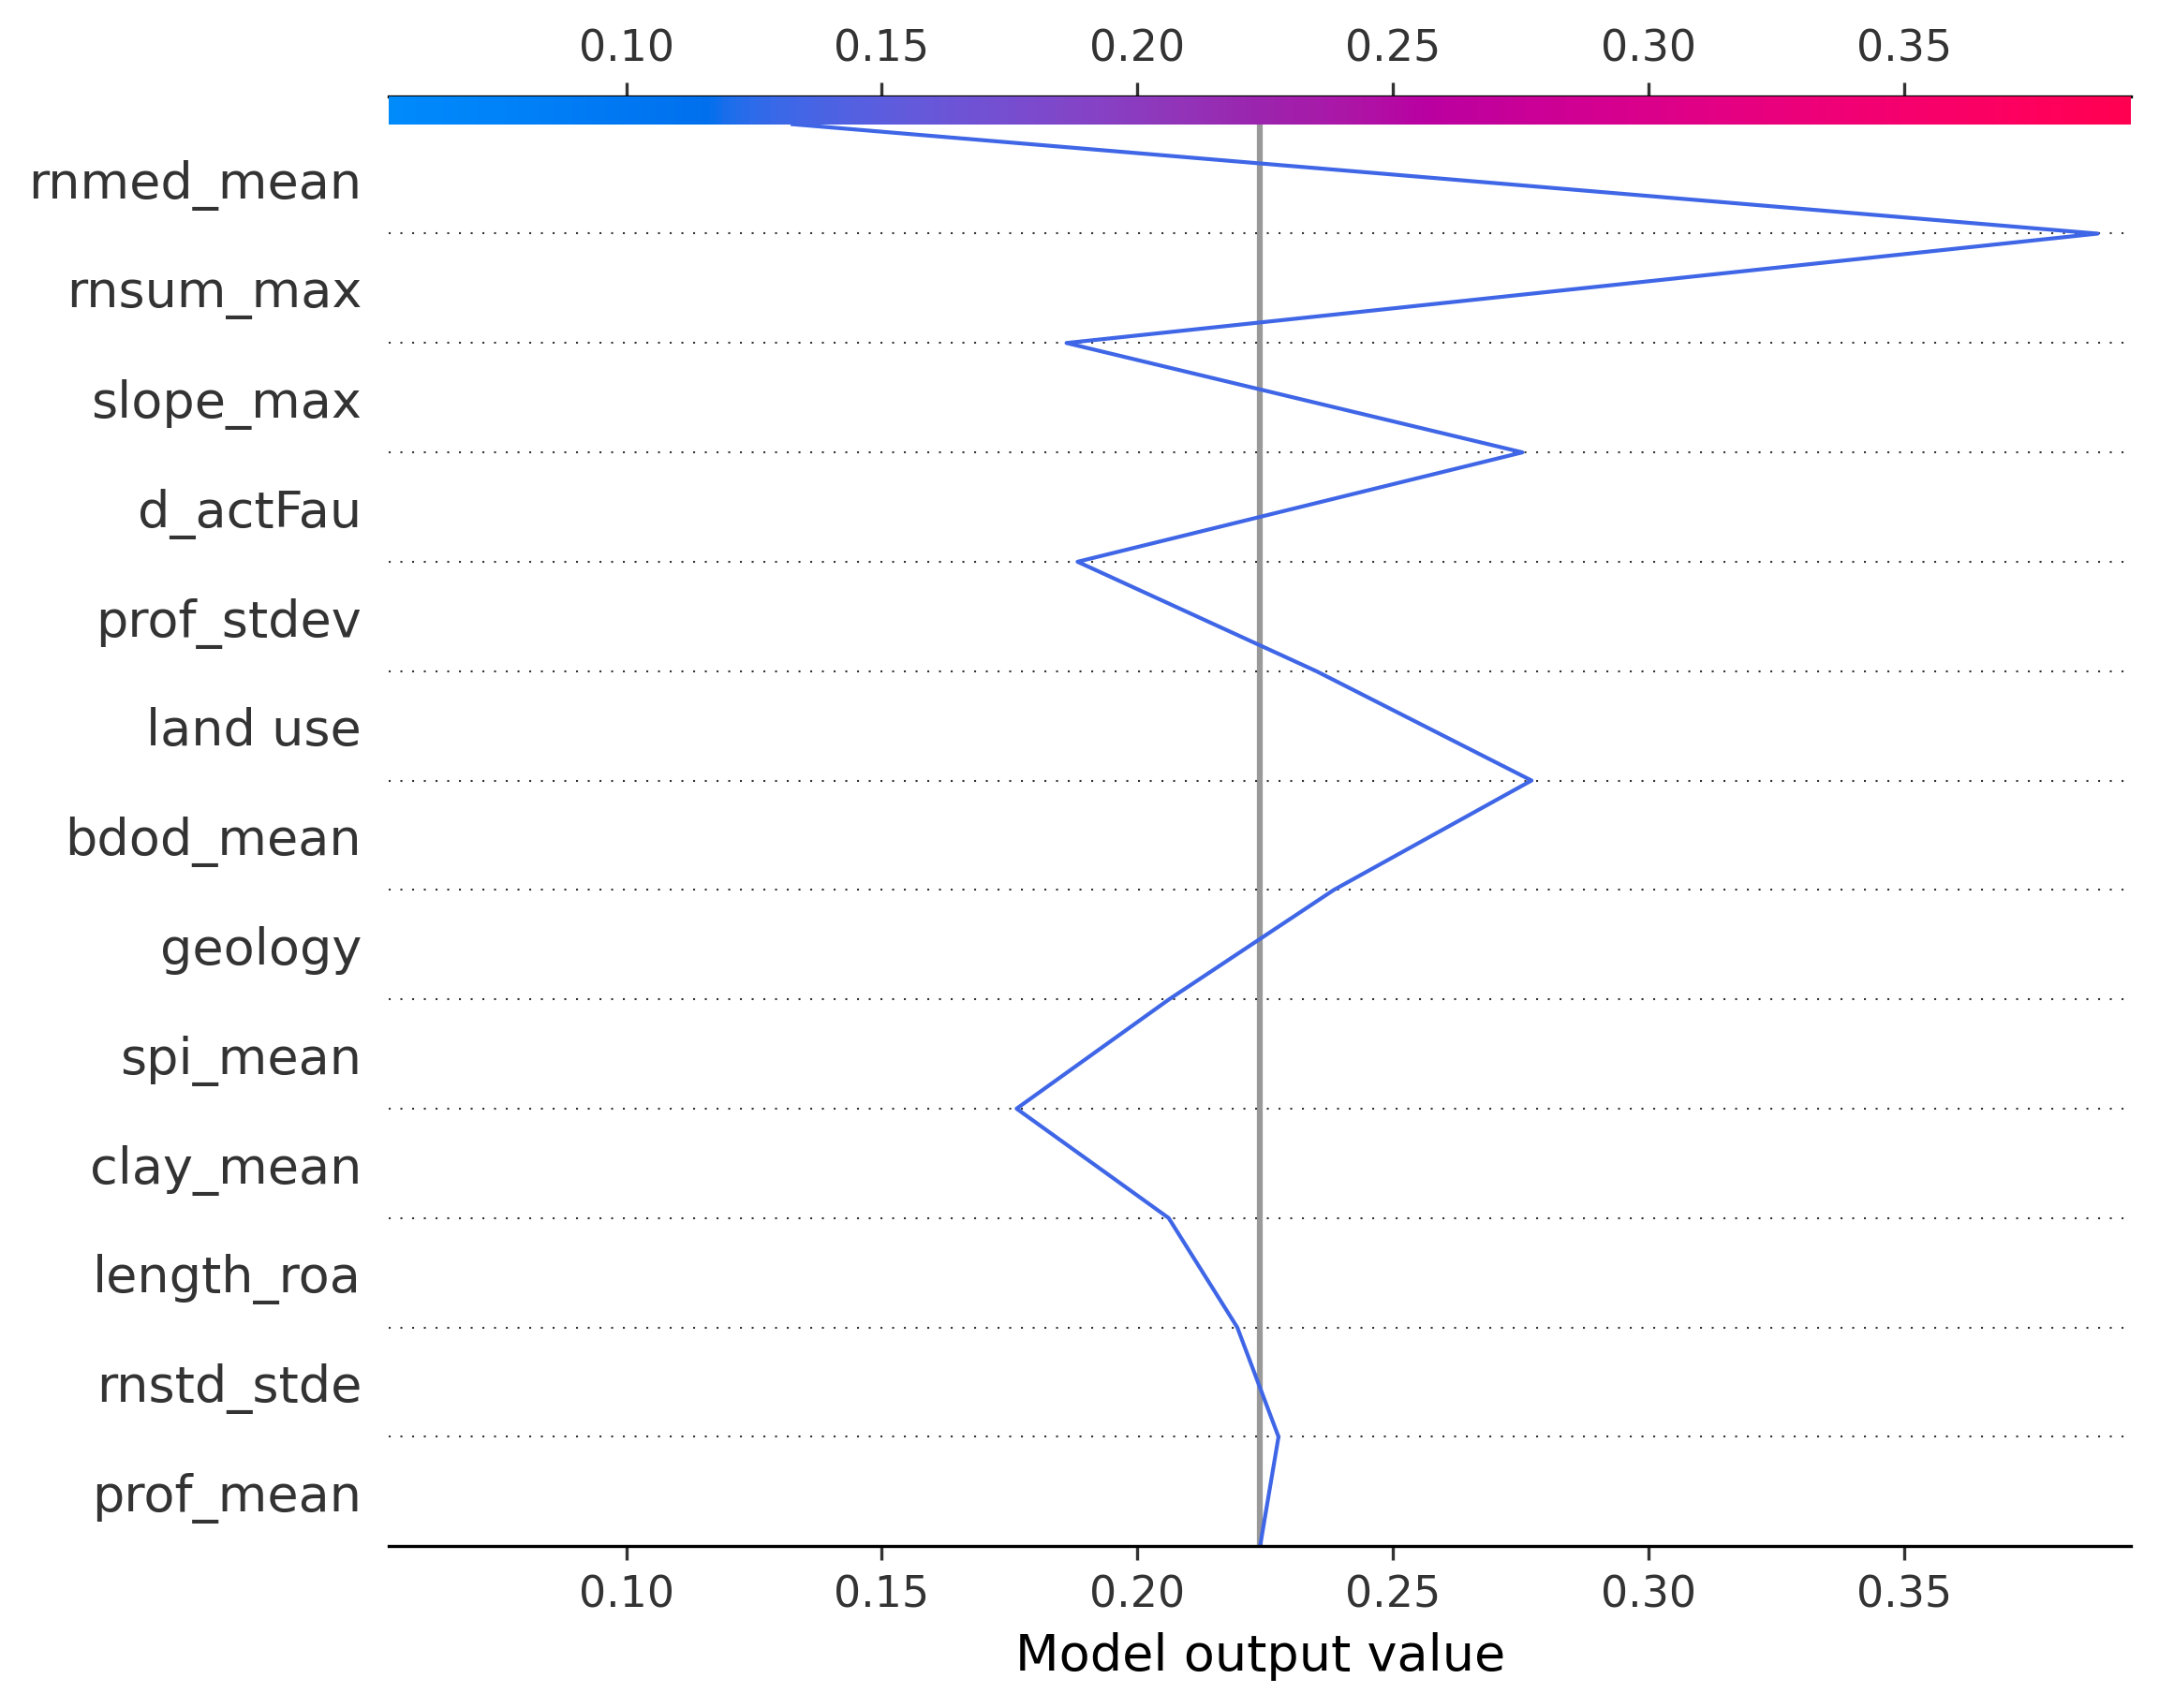 0.10 0.15 0.20 0.25 0.30 0.35
rnmed_mean
rnsum_max
slope_max
d_actFau
prof_stdev
land use
bdod_mean
geology
spi_mean
clay_mean
length_roa
rnstd_stde
prof_mean
0.10 0.15 0.20 0.25 0.30 0.35
Model output value